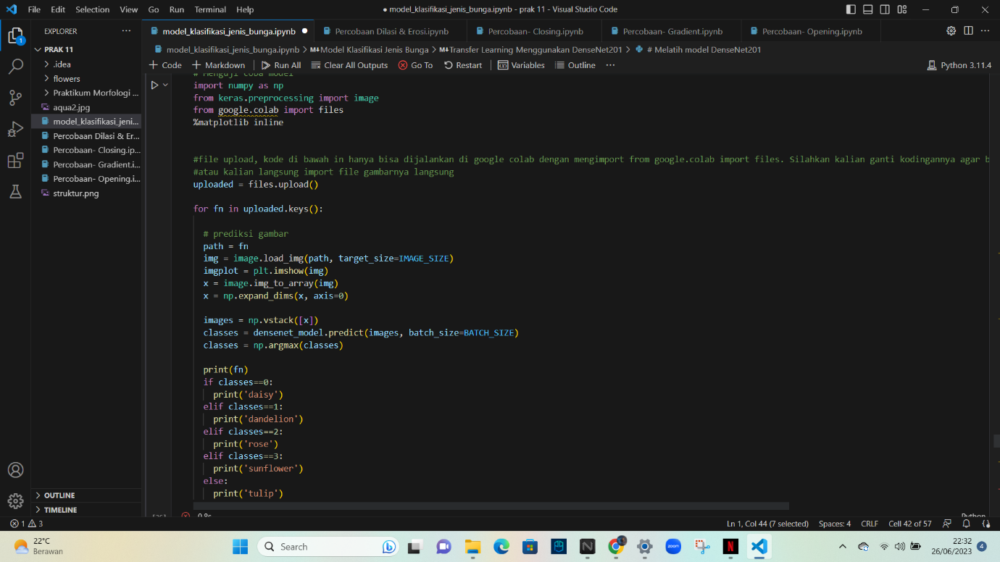 File Edit Selection View Go Run Terminal Help
● model_klasifikasi_jenis_bunga.ipynb - prak 11 - Visual Studio Code
EXPLORER
model_klasifikasi_jenis_bunga.ipynb ●
Percobaan Dilasi & Erosi.ipynb
Percobaan- Closing.ipynb
Percobaan- Gradient.ipynb
Percobaan- Opening.ipynb
1
PRAK 11
.idea
flowers
Praktikum Morfologi ...
aqua2.jpg
model_klasifikasi_jeni...
Percobaan Dilasi & Er...
Percobaan- Closing.ip...
Percobaan- Gradient.i...
Percobaan- Opening.i...
struktur.png
OUTLINE
TIMELINE
model_klasifikasi_jenis_bunga.ipynb > M↓Model Klasifikasi Jenis Bunga > M↓Transfer Learning Menggunakan DenseNet201 > # Melatih model DenseNet201
+ Code + Markdown Run All Clear All Outputs Go To Restart Variables Outline ...
Python 3.11.4
# Menguji coba model
import numpy as np
from keras.preprocessing import image
from google.colab import files
%matplotlib inline
#file upload, kode di bawah in hanya bisa dijalankan di google colab dengan mengimport from google.colab import files. Silahkan kalian ganti kodingannya agar b
#atau kalian langsung import file gambarnya langsung
uploaded = files.upload()
for fn in uploaded.keys():
# prediksi gambar
path = fn
img = image.load_img(path, target_size=IMAGE_SIZE)
imgplot = plt.imshow(img)
x = image.img_to_array(img)
x = np.expand_dims(x, axis=0)
images = np.vstack([x])
classes = densenet_model.predict(images, batch_size=BATCH_SIZE)
classes = np.argmax(classes)
print(fn)
if classes==0:
print('daisy')
elif classes==1:
print('dandelion')
elif classes==2:
print('rose')
elif classes==3:
print('sunflower')
else:
print('tulip')
0.8s
Python
1 3
Ln 1, Col 44 (7 selected) Spaces: 4 CRLF Cell 42 of 57
22°C
Berawan
Search
zoom
22:32
26/06/2023
4